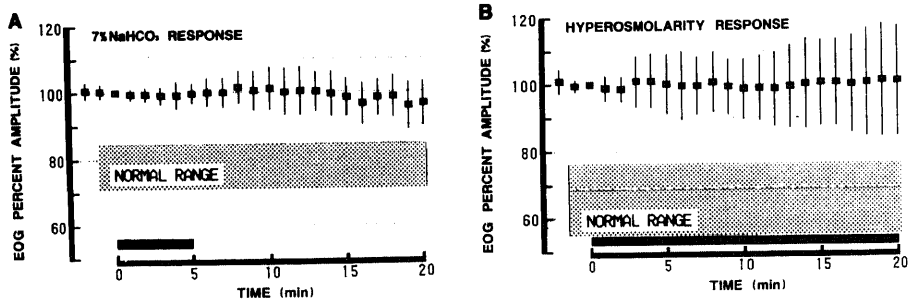 A
7% NaHCO₃ RESPONSE
EOG PERCENT AMPLITUDE (%)
120
100
80
60
NORMAL RANGE
0
5
10
15
20
TIME (min)
B
HYPEROSMOLARITY RESPONSE
EOG PERCENT AMPLITUDE (%)
120
100
80
60
NORMAL RANGE
0
5
10
15
20
TIME (min)